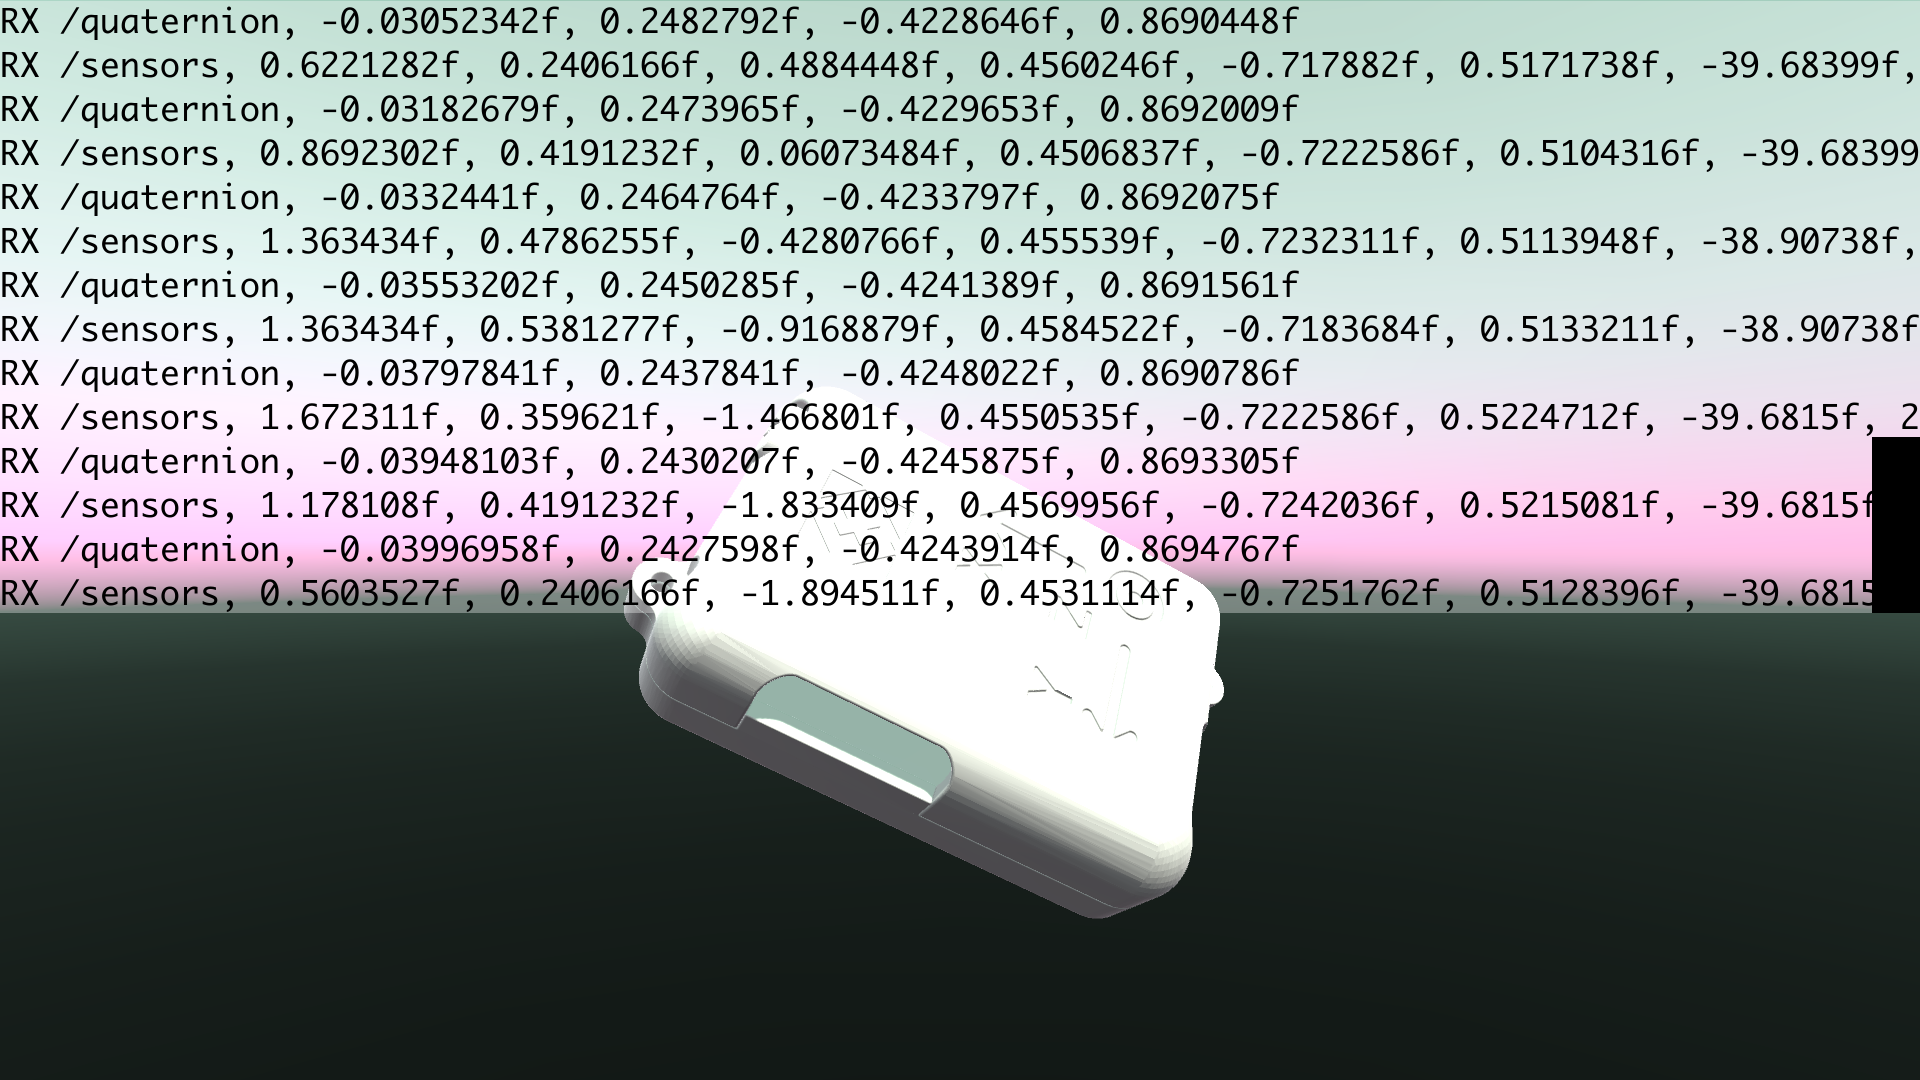 RX /quaternion, -0.03052342f, 0.2482792f, -0.4228646f, 0.8690448f
RX /sensors, 0.6221282f, 0.2406166f, 0.4884448f, 0.4560246f, -0.717882f, 0.5171738f, -39.68399f,
RX /quaternion, -0.03182679f, 0.2473965f, -0.4229653f, 0.8692009f
RX /sensors, 0.8692302f, 0.4191232f, 0.06073484f, 0.4506837f, -0.7222586f, 0.5104316f, -39.68399
RX /quaternion, -0.0332441f, 0.2464764f, -0.4233797f, 0.8692075f
RX /sensors, 1.363434f, 0.4786255f, -0.4280766f, 0.455539f, -0.7232311f, 0.5113948f, -38.90738f,
RX /quaternion, -0.03553202f, 0.2450285f, -0.4241389f, 0.8691561f
RX /sensors, 1.363434f, 0.5381277f, -0.9168879f, 0.4584522f, -0.7183684f, 0.5133211f, -38.90738f
RX /quaternion, -0.03797841f, 0.2437841f, -0.4248022f, 0.8690786f
RX /sensors, 1.672311f, 0.359621f, -1.466801f, 0.4550535f, -0.7222586f, 0.5224712f, -39.6815f, 2
RX /quaternion, -0.03948103f, 0.2430207f, -0.4245875f, 0.8693305f
RX /sensors, 1.178108f, 0.4191232f, -1.833409f, 0.4569956f, -0.7242036f, 0.5215081f, -39.6815f
RX /quaternion, -0.03996958f, 0.2427598f, -0.4243914f, 0.8694767f
RX /sensors, 0.5603527f, 0.2406166f, -1.894511f, 0.4531114f, -0.7251762f, 0.5128396f, -39.6815